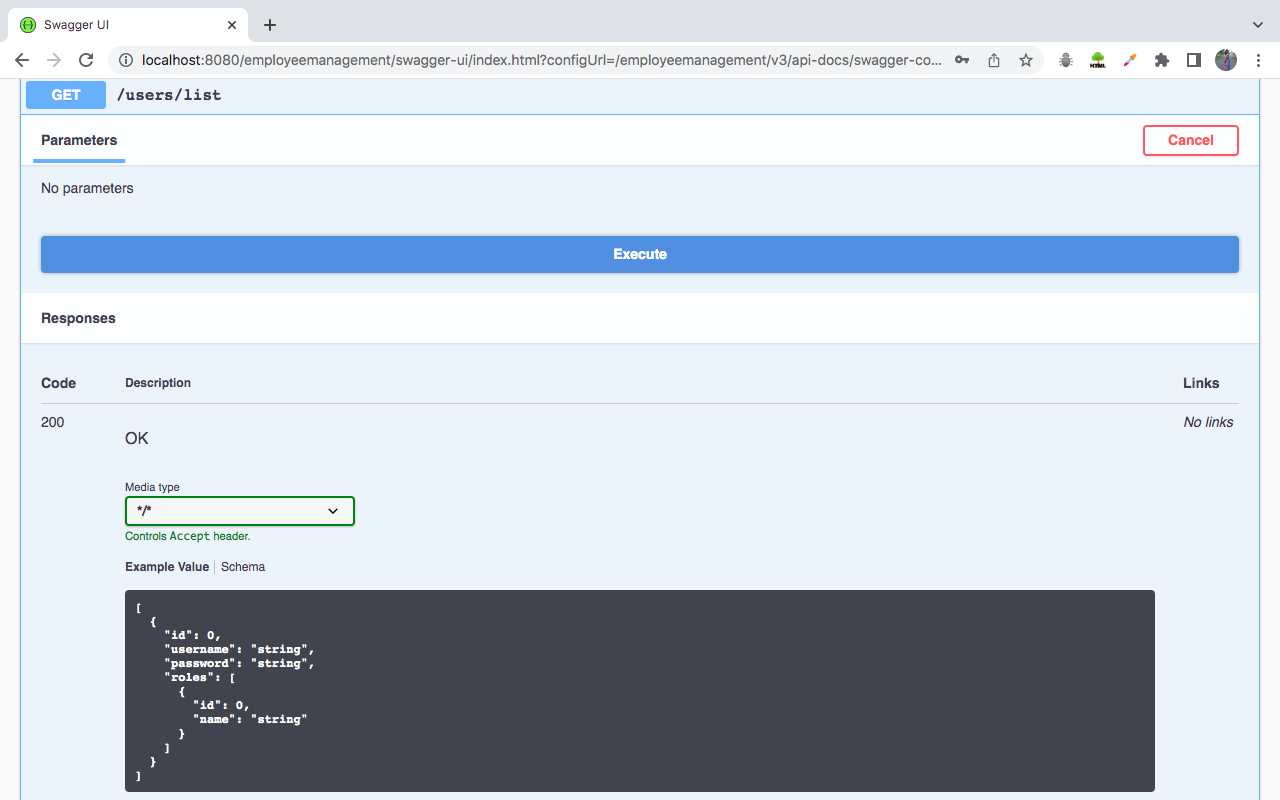 Swagger UI
localhost:8080/employeemanagement/swagger-ui/index.html?configUrl=/employeemanagement/v3/api-docs/swagger-co...
HTML
GET /users/list
Parameters Cancel
No parameters
Execute
Responses
Code Description Links
200 No links
OK
Media type
*/*
Controls Accept header.
Example Value Schema
[
  {
    "id": 0,
    "username": "string",
    "password": "string",
    "roles": [
      {
        "id": 0,
        "name": "string"
      }
    ]
  }
]